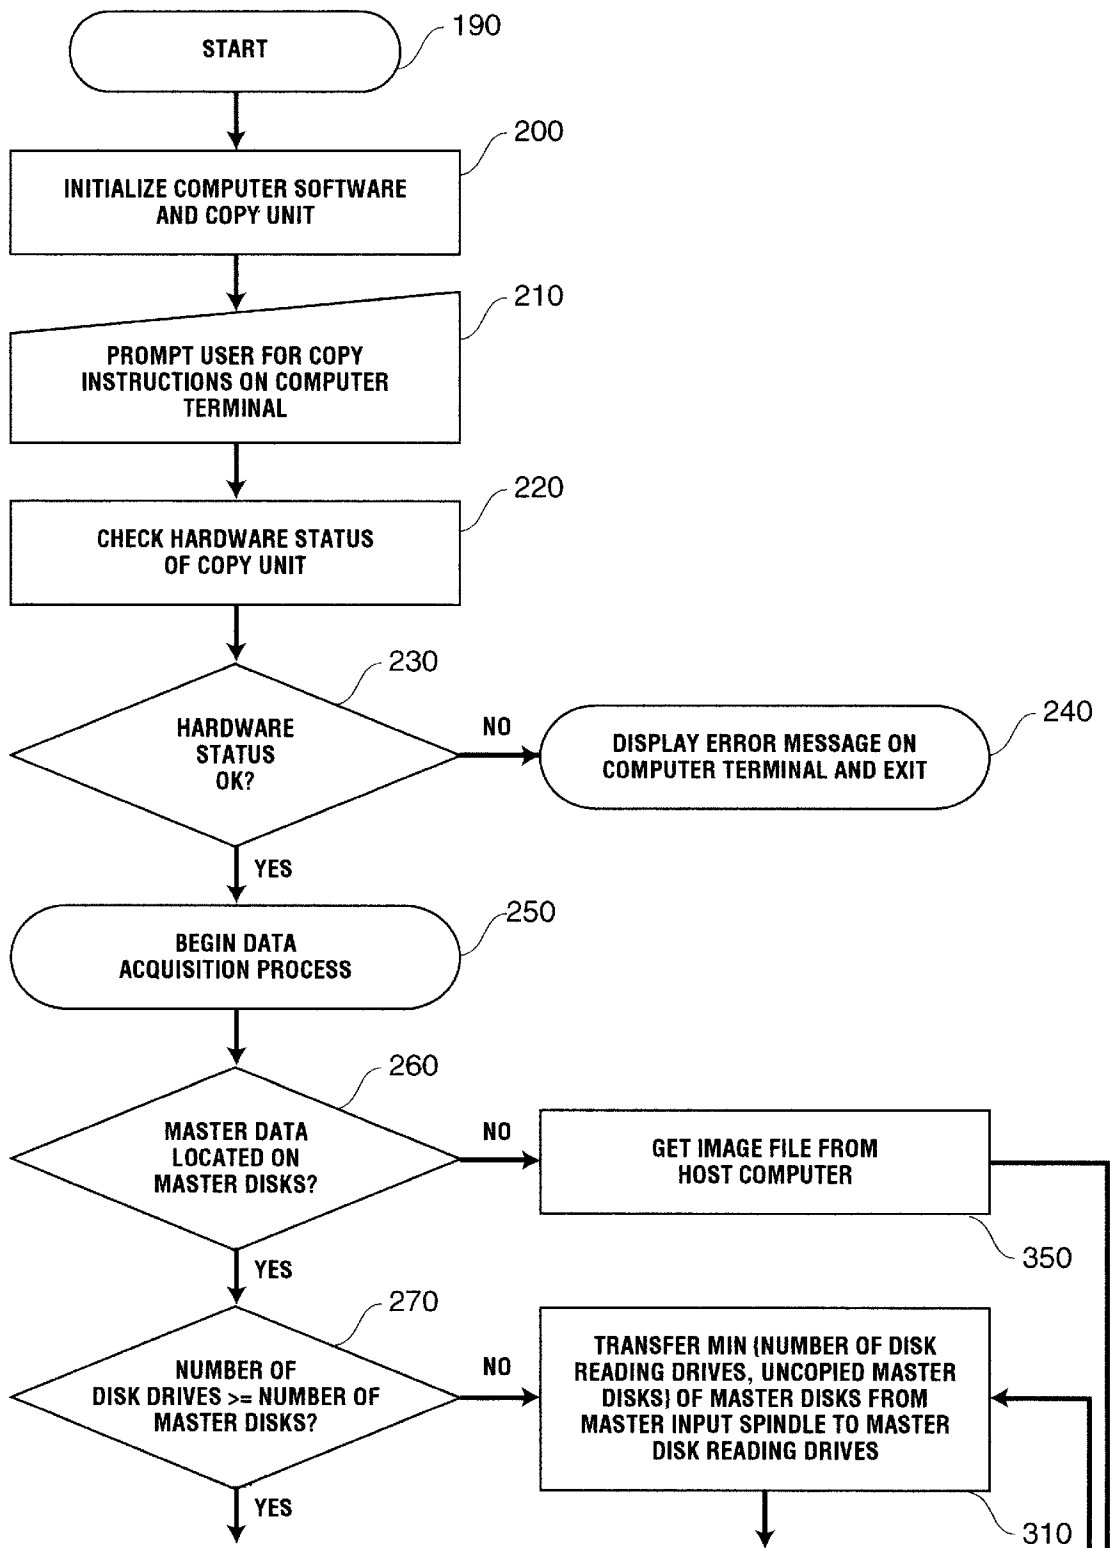 START
190
200
INITIALIZE COMPUTER SOFTWARE
AND COPY UNIT
210
PROMPT USER FOR COPY
INSTRUCTIONS ON COMPUTER
TERMINAL
220
CHECK HARDWARE STATUS
OF COPY UNIT
230
HARDWARE
STATUS
OK?
NO
240
DISPLAY ERROR MESSAGE ON
COMPUTER TERMINAL AND EXIT
YES
250
BEGIN DATA
ACQUISITION PROCESS
260
MASTER DATA
LOCATED ON
MASTER DISKS?
NO
GET IMAGE FILE FROM
HOST COMPUTER
350
YES
270
NUMBER OF
DISK DRIVES >= NUMBER OF
MASTER DISKS?
NO
TRANSFER MIN {NUMBER OF DISK
READING DRIVES, UNCOPIED MASTER
DISKS} OF MASTER DISKS FROM
MASTER INPUT SPINDLE TO MASTER
DISK READING DRIVES
310
YES